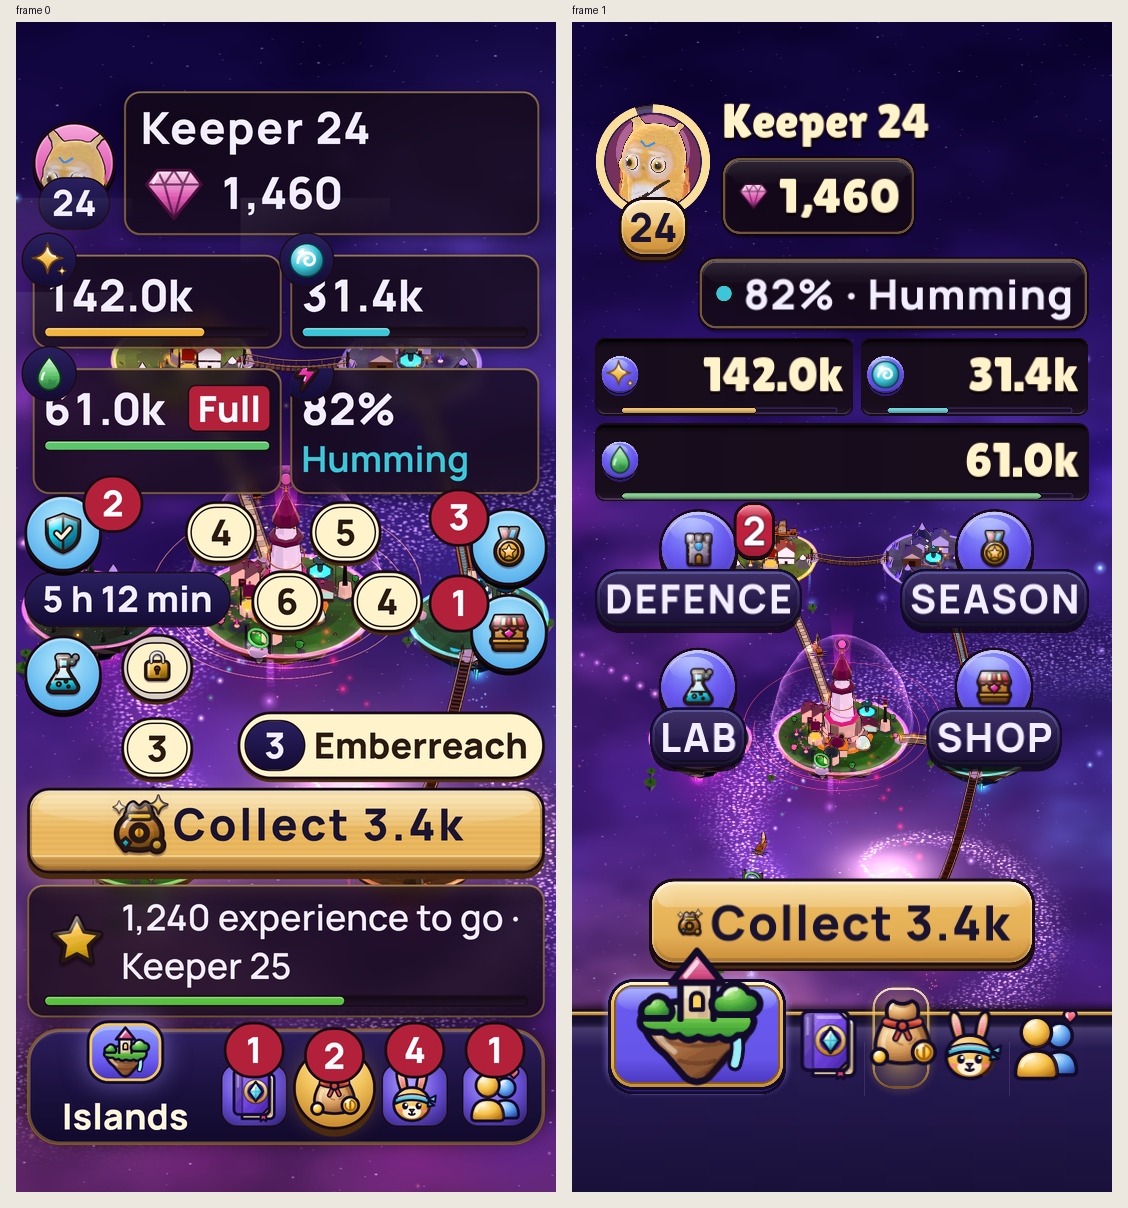 frame 0
Keeper 24
1,460
24
142.0k
31.4k
61.0k
Full
82%
Humming
2
4
5
3
5 h 12 min
6
4
1
3
3
Emberreach
Collect 3.4k
1,240 experience to go ·
Keeper 25
1
2
4
1
Islands
frame 1
Keeper 24
1,460
24
82% · Humming
142.0k
31.4k
61.0k
2
DEFENCE
SEASON
LAB
SHOP
Collect 3.4k